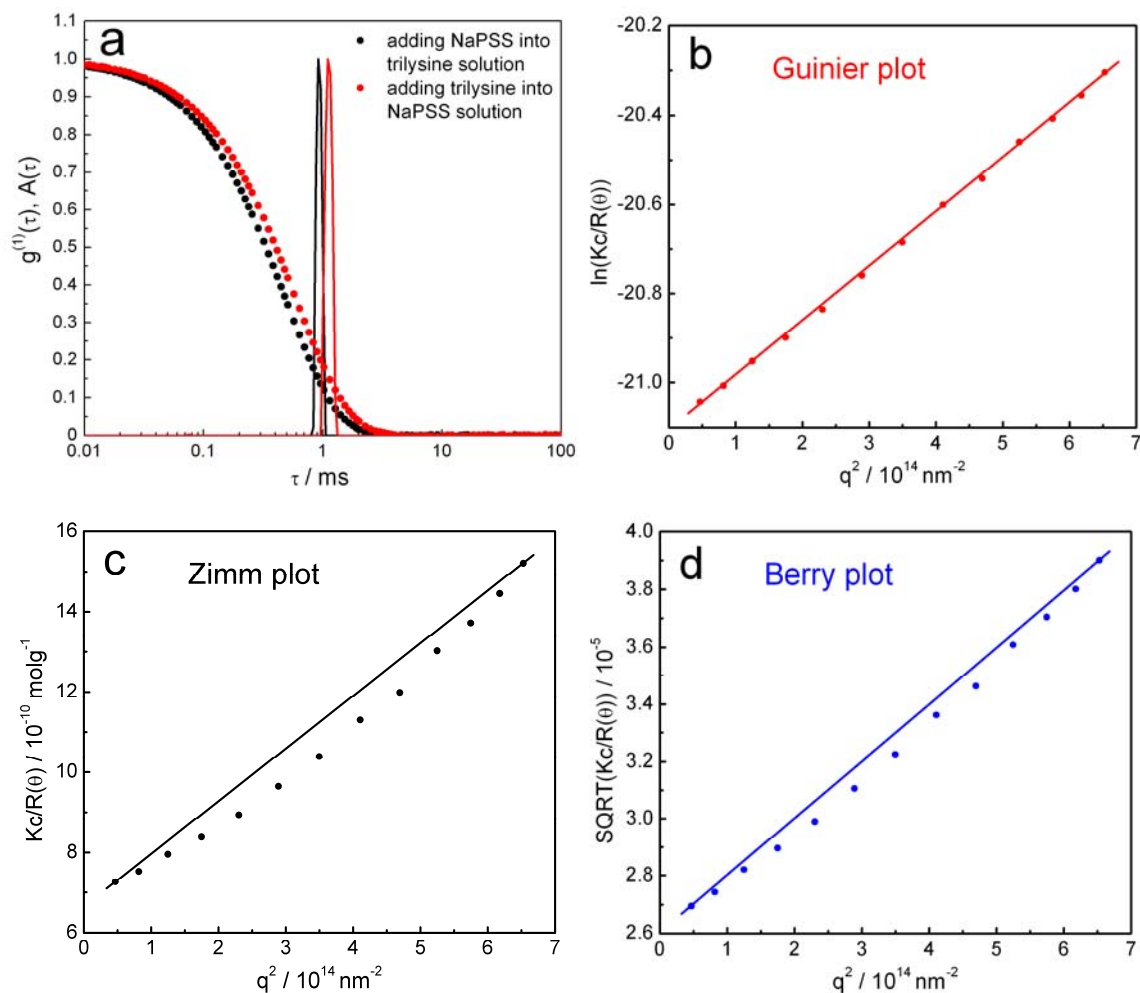 a
adding NaPSS into
trilysine solution
adding trilysine into
NaPSS solution
1.0
0.9
0.8
0.7
0.6
0.5
0.4
0.3
0.2
0.1
0
g(1)(τ), A(τ)
0.01 0.1 1 10 100
τ / ms
b
Guinier plot
-20.2
-20.4
-20.6
-20.8
-21.0
ln(Kc/R(θ))
0 1 2 3 4 5 6 7
q² / 10¹⁴ nm⁻²
c
Zimm plot
16
14
12
10
8
6
Kc/R(θ) / 10⁻¹⁰ molg⁻¹
0 1 2 3 4 5 6 7
q² / 10¹⁴ nm⁻²
d
Berry plot
4.0
3.8
3.6
3.4
3.2
3.0
2.8
2.6
SQRT(Kc/R(θ)) / 10⁻⁵
0 1 2 3 4 5 6 7
q² / 10¹⁴ nm⁻²